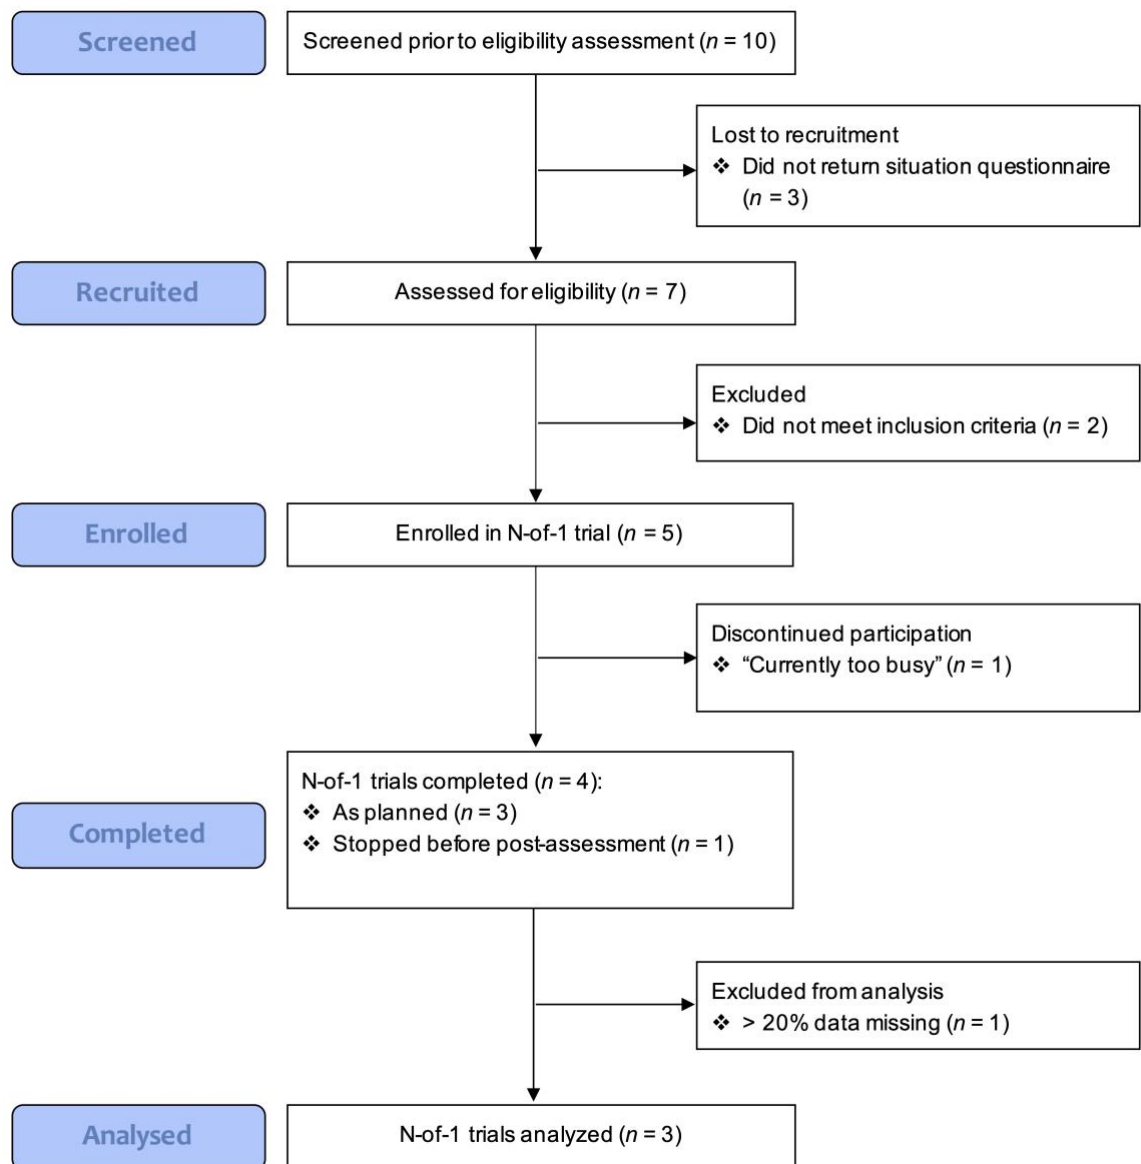 Screened
Screened prior to eligibility assessment (n = 10)
Lost to recruitment
❖ Did not return situation questionnaire
(n = 3)
Recruited
Assessed for eligibility (n = 7)
Excluded
❖ Did not meet inclusion criteria (n = 2)
Enrolled
Enrolled in N-of-1 trial (n = 5)
Discontinued participation
❖ “Currently too busy” (n = 1)
Completed
N-of-1 trials completed (n = 4):
❖ As planned (n = 3)
❖ Stopped before post-assessment (n = 1)
Excluded from analysis
❖ > 20% data missing (n = 1)
Analysed
N-of-1 trials analyzed (n = 3)